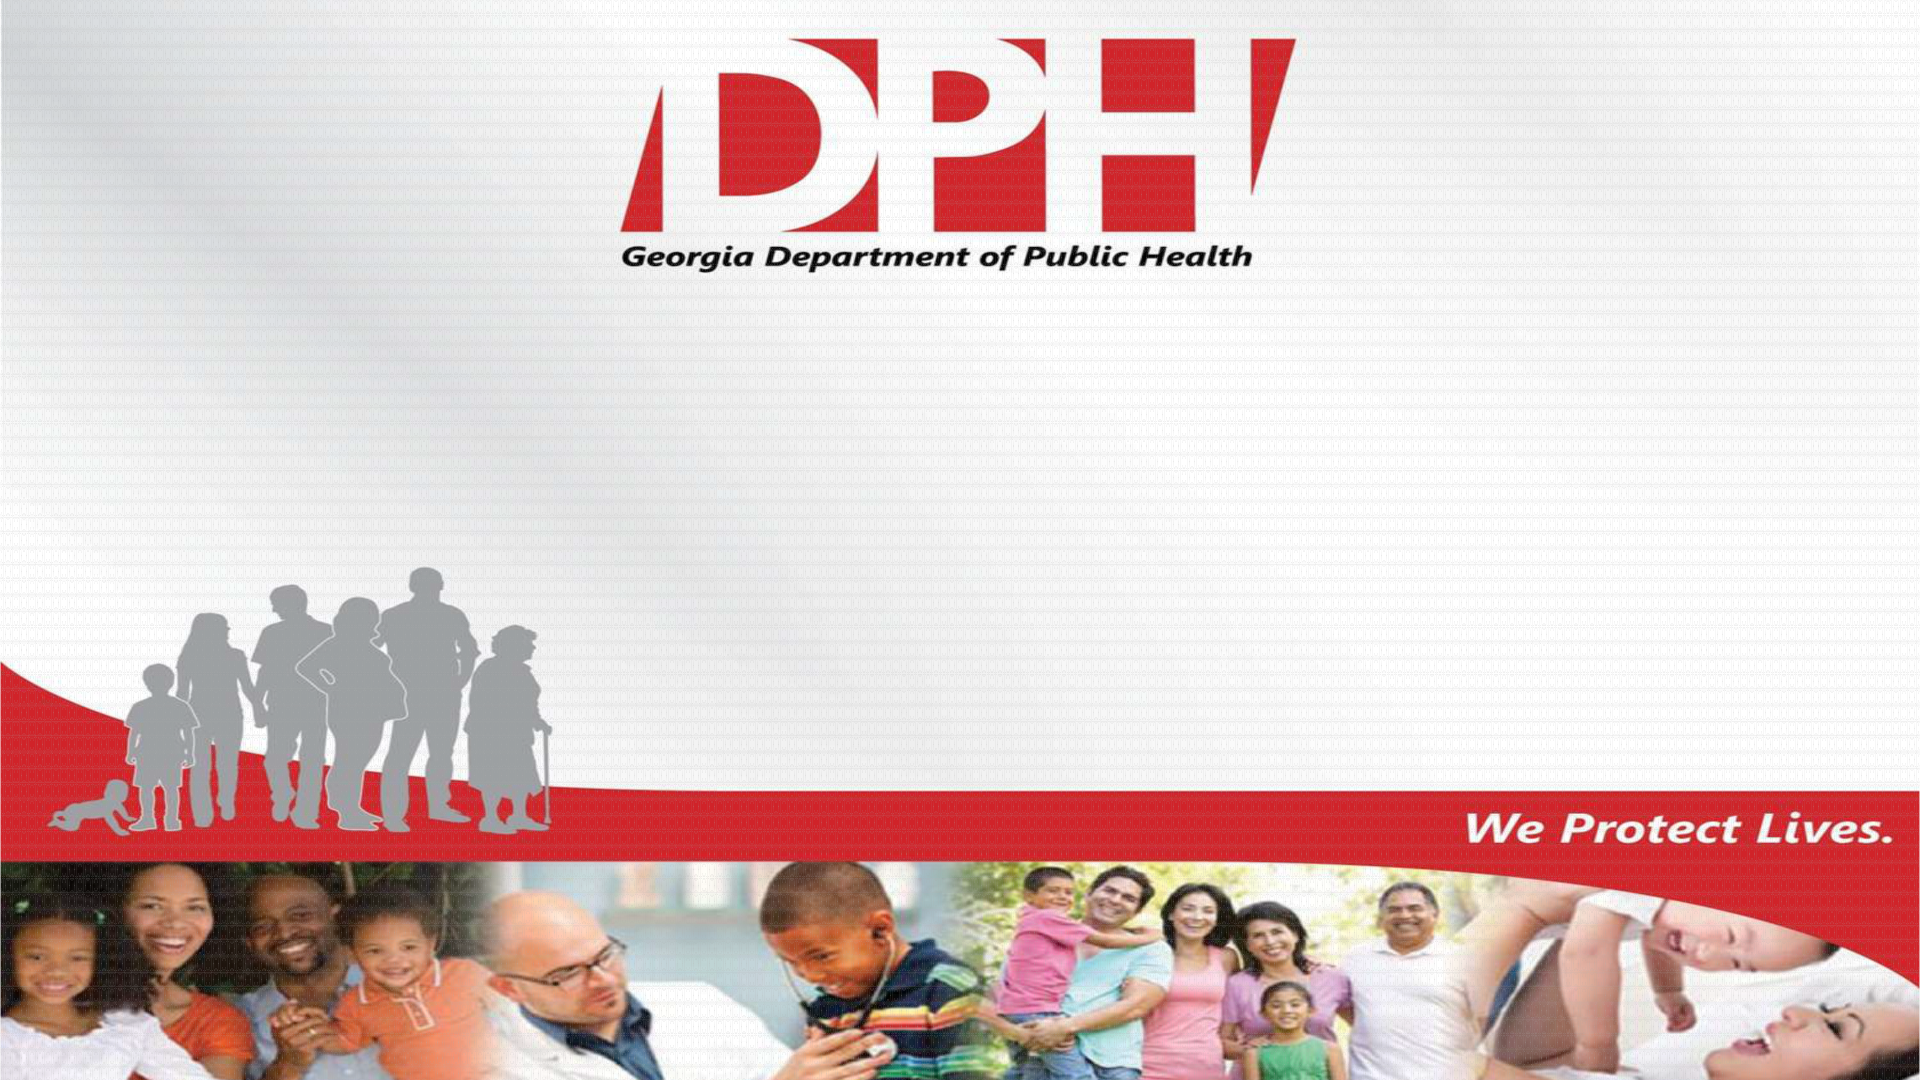 DPH
Georgia Department of Public Health
We Protect Lives.